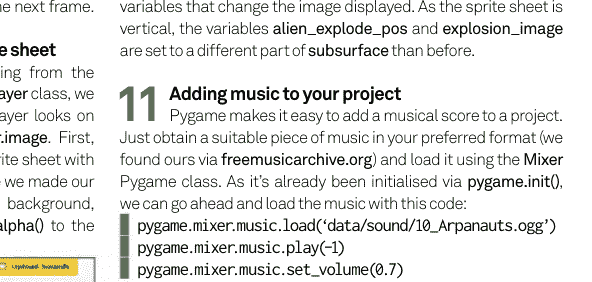 he next frame.
e sheet
ing from the
ayer class, we
ayer looks on
r.image. First,
rite sheet with
e we made our
background,
alpha() to the
variables that change the image displayed. As the sprite sheet is
vertical, the variables alien_explode_pos and explosion_image
are set to a different part of subsurface than before.
11 Adding music to your project
Pygame makes it easy to add a musical score to a project.
Just obtain a suitable piece of music in your preferred format (we
found ours via freemusicarchive.org) and load it using the Mixer
Pygame class. As it's already been initialised via pygame.init(),
we can go ahead and load the music with this code:
pygame.mixer.music.load(‘data/sound/10_Arpanauts.ogg’)
pygame.mixer.music.play(-1)
pygame.mixer.music.set_volume(0.7)